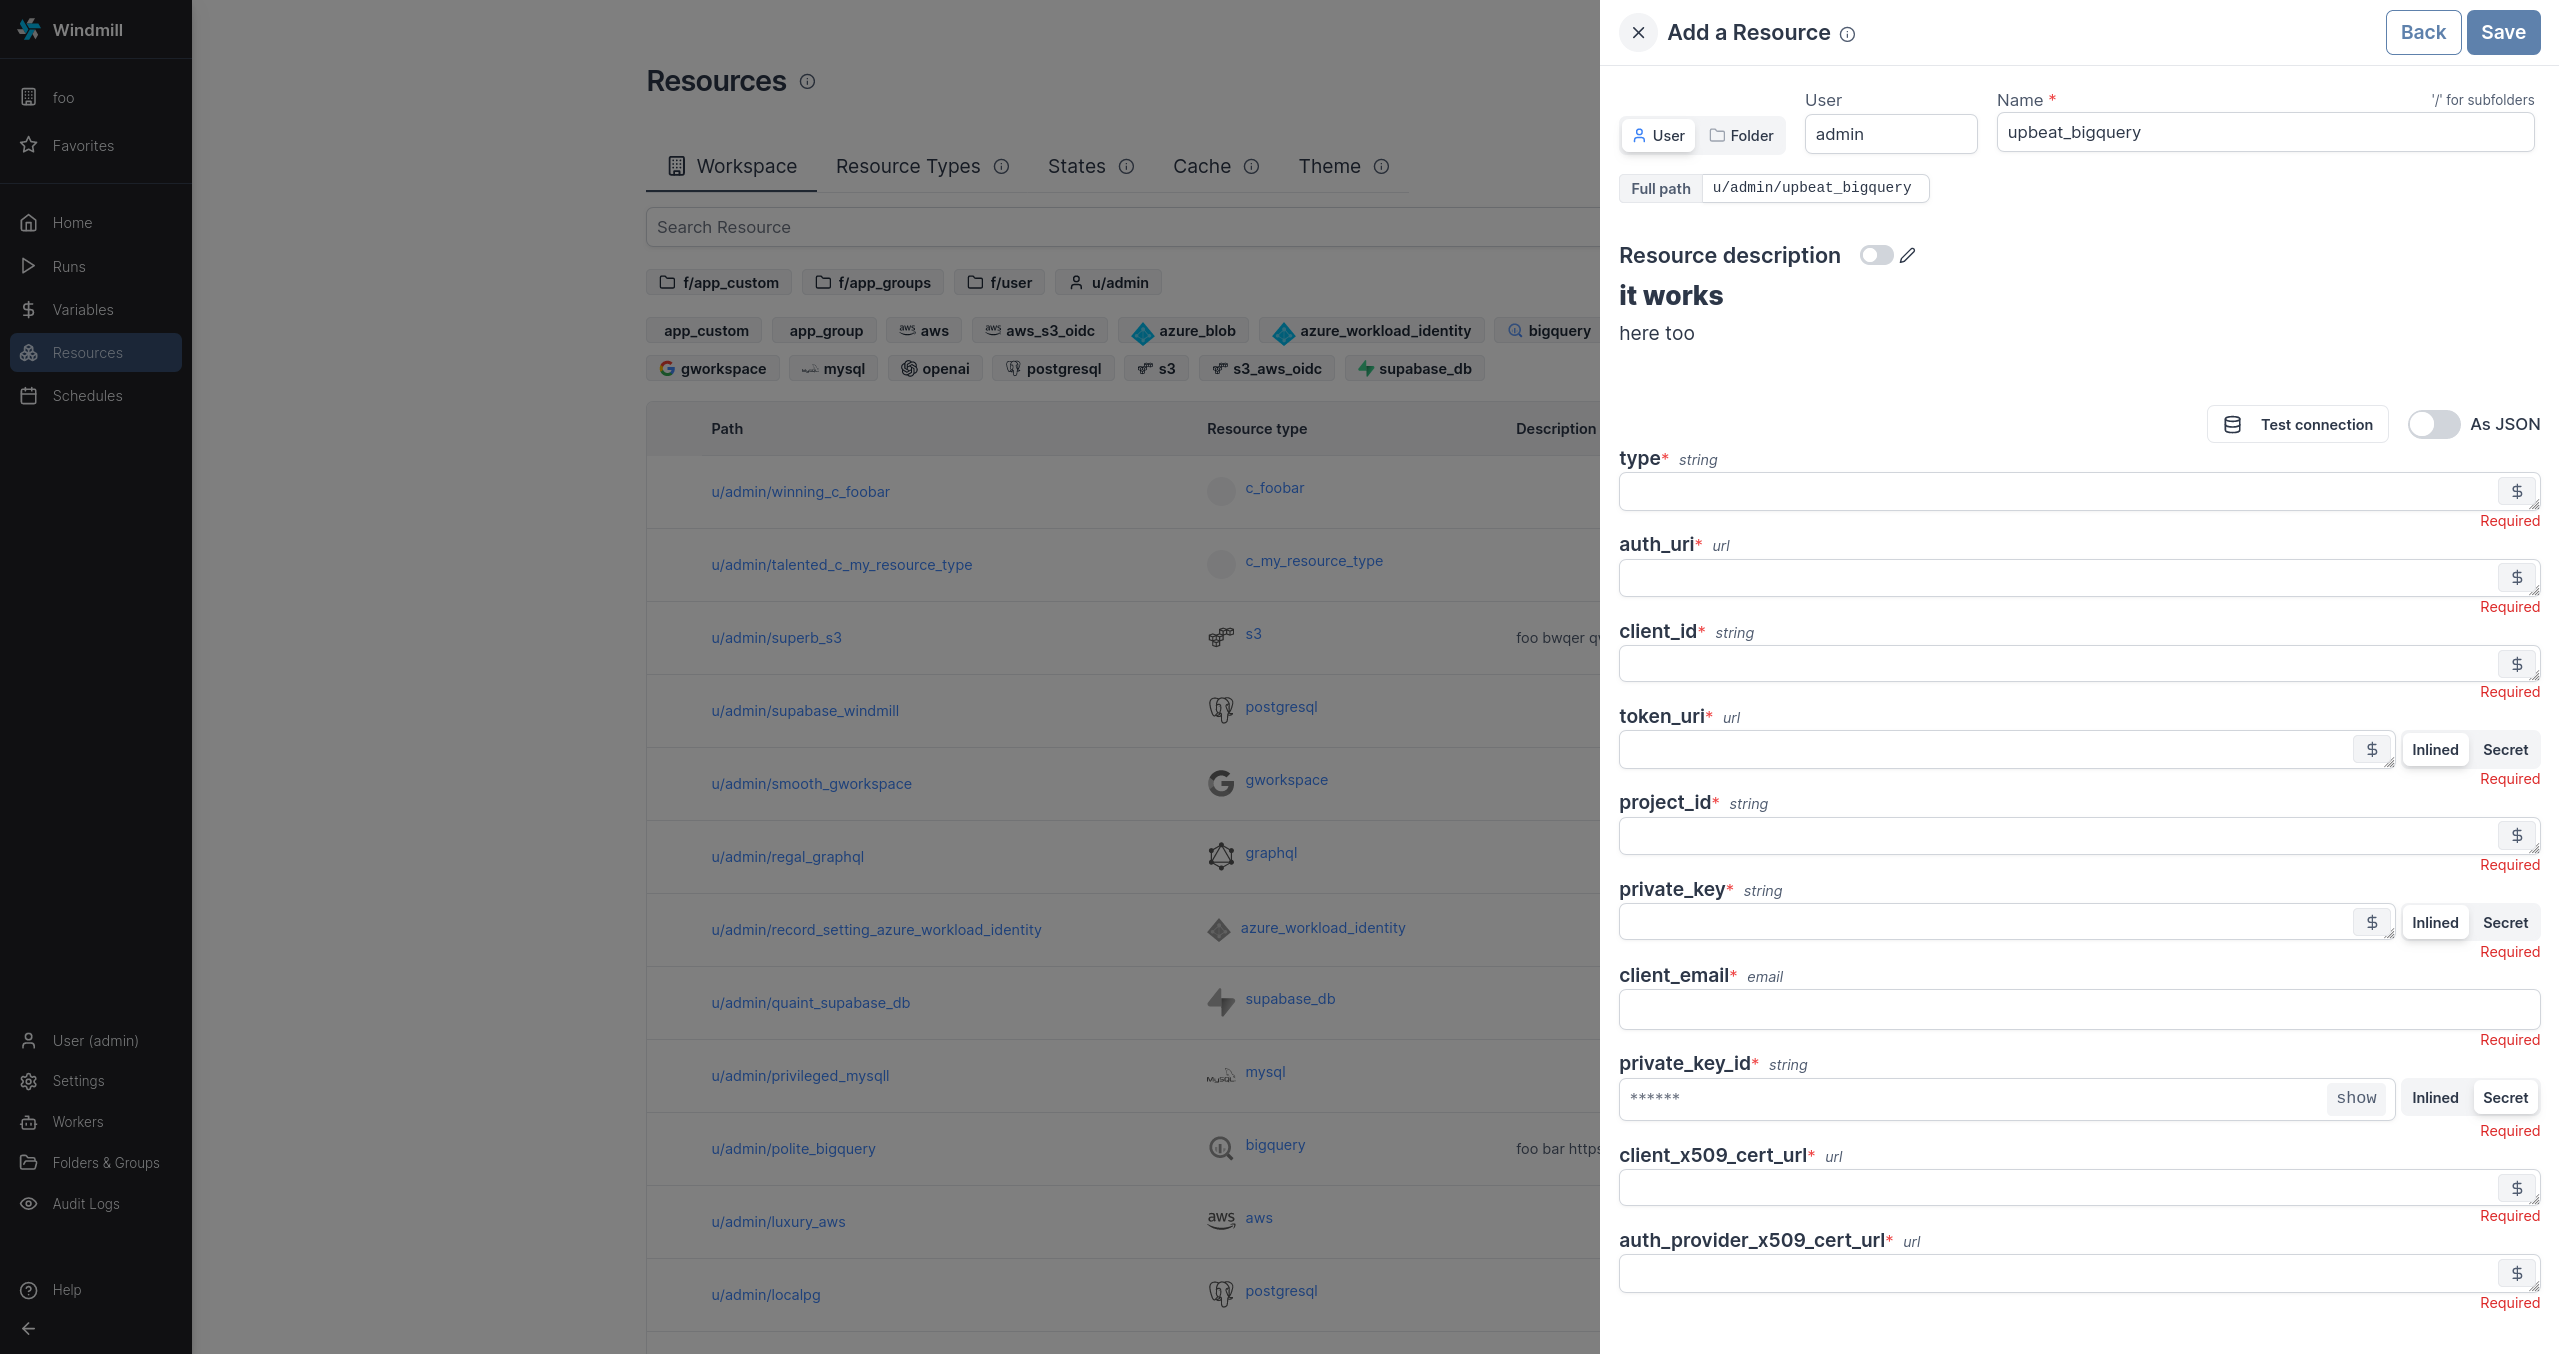 Windmill
foo
Favorites
Home
Runs
Variables
Resources
Schedules
User (admin)
Settings
Workers
Folders & Groups
Audit Logs
Help
Resources
Workspace Resource Types States Cache Theme
Search Resource
f/app_custom f/app_groups f/user u/admin
app_custom app_group aws aws_s3_oidc azure_blob azure_workload_identity bigquery
gworkspace mysql openai postgresql s3 s3_aws_oidc supabase_db
Path Resource type Description
u/admin/winning_c_foobar c_foobar
u/admin/talented_c_my_resource_type c_my_resource_type
u/admin/superb_s3 s3 foo bwqer
u/admin/supabase_windmill postgresql
u/admin/smooth_gworkspace gworkspace
u/admin/regal_graphql graphql
u/admin/record_setting_azure_workload_identity azure_workload_identity
u/admin/quaint_supabase_db supabase_db
u/admin/privileged_mysqll mysql
u/admin/polite_bigquery bigquery foo bar https
u/admin/luxury_aws aws
u/admin/localpg postgresql
Add a Resource
Back Save
User Name * '/' for subfolders
User Folder admin upbeat_bigquery
Full path u/admin/upbeat_bigquery
Resource description
it works
here too
Test connection As JSON
type* string
$
Required
auth_uri* url
$
Required
client_id* string
$
Required
token_uri* url
$ Inlined Secret
Required
project_id* string
$
Required
private_key* string
$ Inlined Secret
Required
client_email* email
Required
private_key_id* string
****** show Inlined Secret
Required
client_x509_cert_url* url
$
Required
auth_provider_x509_cert_url* url
$
Required